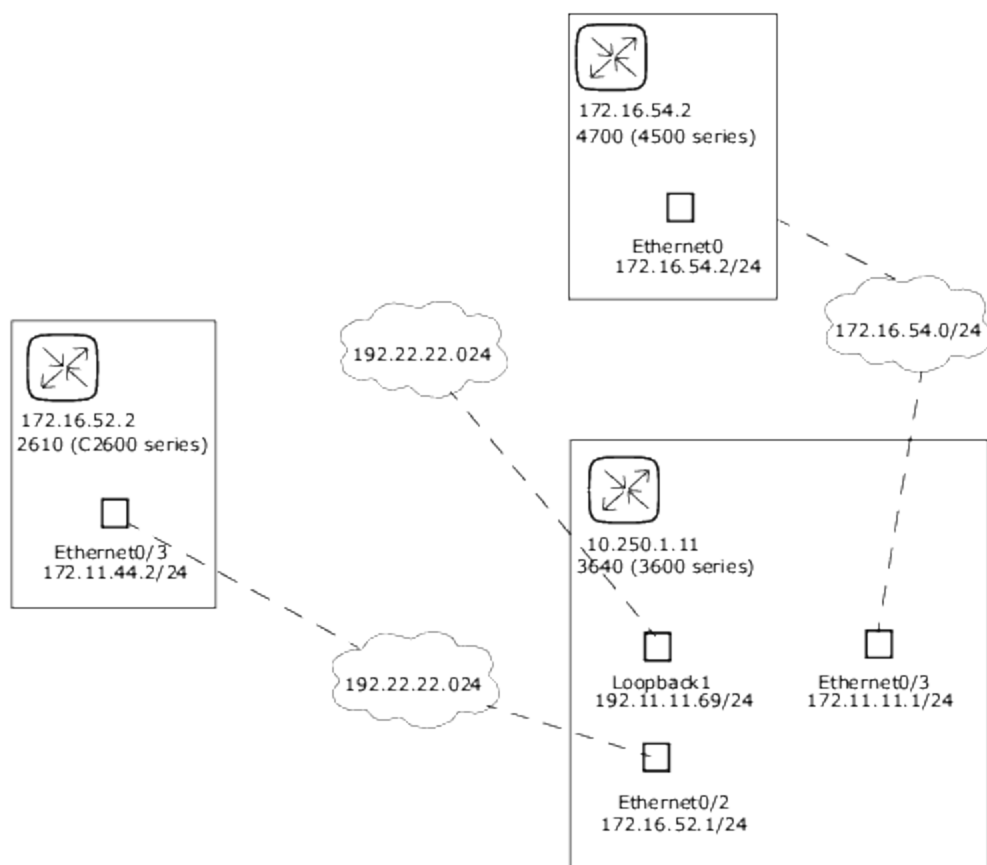 172.16.54.2
4700 (4500 series)
Ethernet0
172.16.54.2/24
172.16.54.0/24
192.22.22.024
172.16.52.2
2610 (C2600 series)
Ethernet0/3
172.11.44.2/24
192.22.22.024
10.250.1.11
3640 (3600 series)
Loopback1
192.11.11.69/24
Ethernet0/3
172.11.11.1/24
Ethernet0/2
172.16.52.1/24